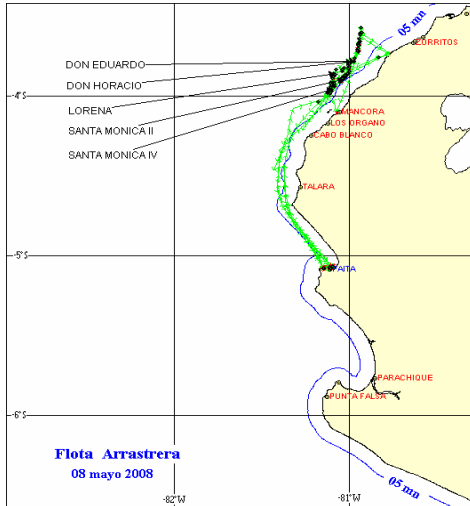 05 mn
ZORRITOS
DON EDUARDO
DON HORACIO
LORENA
SANTA MONICA II
SANTA MONICA IV
-4°S
MANCORA
LOS ORGANO
CABO BLANCO
TALARA
-5°S
PAITA
PARACHIQUE
PUNTA FALSA
-6°S
Flota Arrastrera
08 mayo 2008
05 mn
-82°W
-81°W